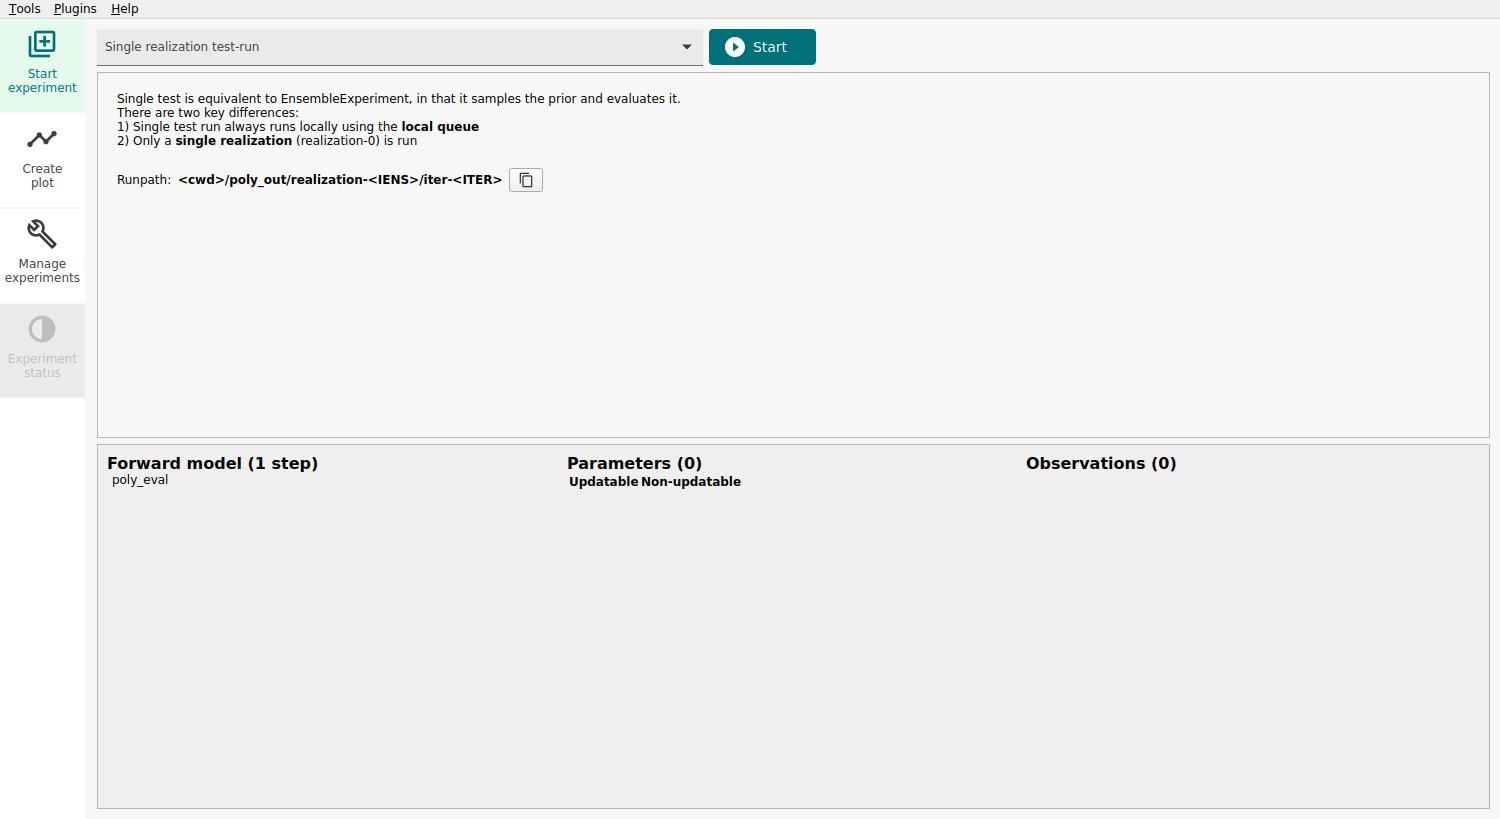 Tools Plugins Help
Start
experiment
Create
plot
Manage
experiments
Experiment
status
Single realization test-run
Start
Single test is equivalent to EnsembleExperiment, in that it samples the prior and evaluates it.
There are two key differences:
1) Single test run always runs locally using the local queue
2) Only a single realization (realization-0) is run
Runpath: <cwd>/poly_out/realization-<IENS>/iter-<ITER>
Forward model (1 step)
poly_eval
Parameters (0)
Updatable Non-updatable
Observations (0)